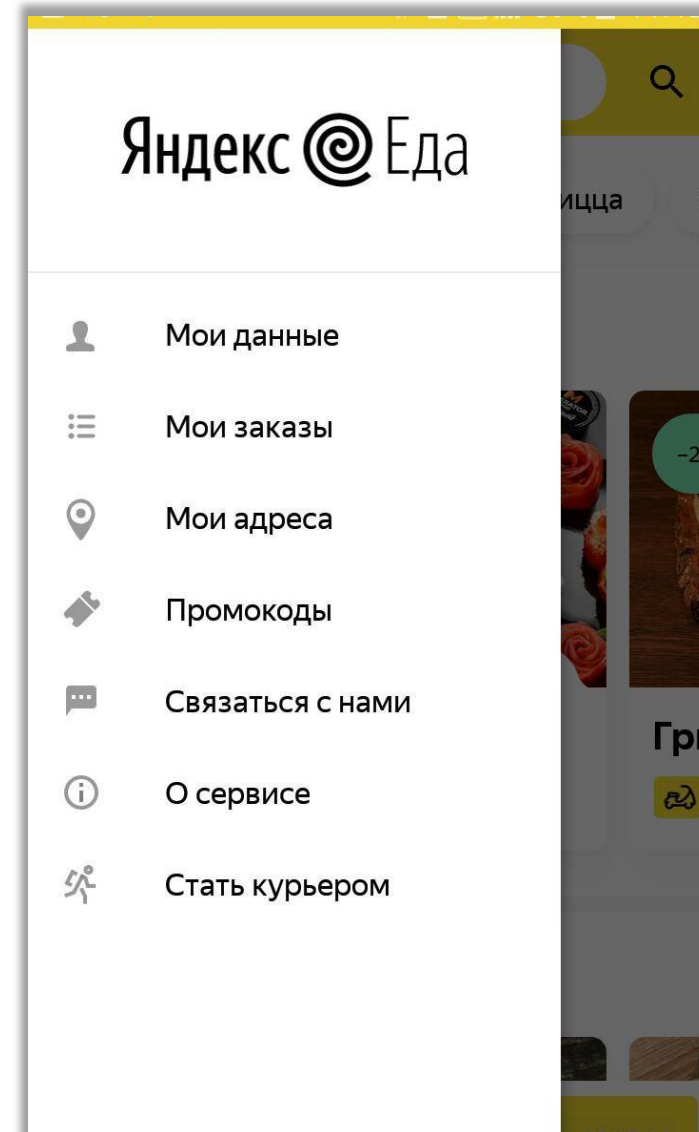 Яндекс Еда
Мои данные
Мои заказы
Мои адреса
Промокоды
Связаться с нами
О сервисе
Стать курьером